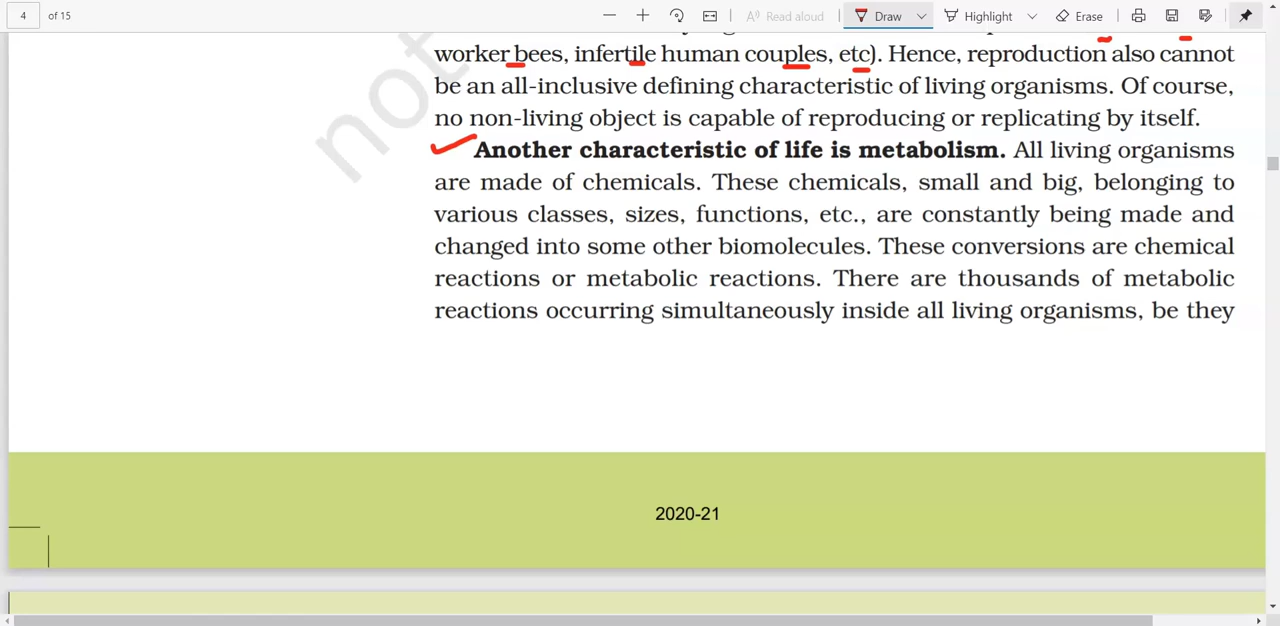 4 of 15 Read aloud Draw Highlight Erase
worker bees, infertile human couples, etc). Hence, reproduction also cannot
be an all-inclusive defining characteristic of living organisms. Of course,
no non-living object is capable of reproducing or replicating by itself.
Another characteristic of life is metabolism. All living organisms
are made of chemicals. These chemicals, small and big, belonging to
various classes, sizes, functions, etc., are constantly being made and
changed into some other biomolecules. These conversions are chemical
reactions or metabolic reactions. There are thousands of metabolic
reactions occurring simultaneously inside all living organisms, be they
not
2020-21